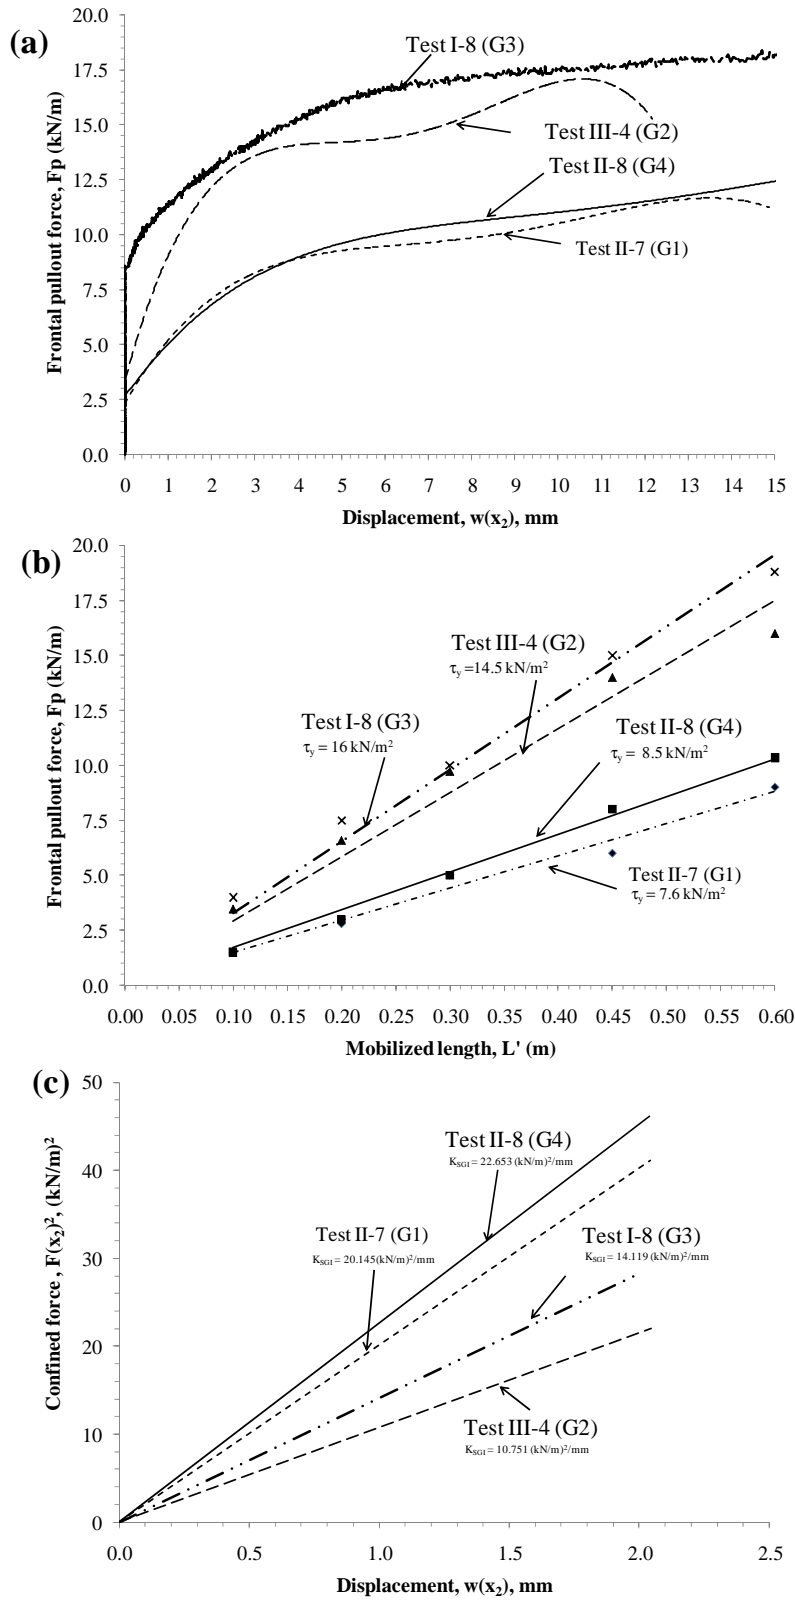 (a)
Frontal pullout force, Fp (kN/m)
20.0
17.5
15.0
12.5
10.0
7.5
5.0
2.5
0.0
Test I-8 (G3)
Test III-4 (G2)
Test II-8 (G4)
Test II-7 (G1)
0 1 2 3 4 5 6 7 8 9 10 11 12 13 14 15
Displacement, w(x₂), mm
(b)
Frontal pullout force, Fp (kN/m)
20.0
17.5
15.0
12.5
10.0
7.5
5.0
2.5
0.0
Test III-4 (G2)
τy =14.5 kN/m²
Test I-8 (G3)
τy = 16 kN/m²
Test II-8 (G4)
τy = 8.5 kN/m²
Test II-7 (G1)
τy = 7.6 kN/m²
0.00 0.05 0.10 0.15 0.20 0.25 0.30 0.35 0.40 0.45 0.50 0.55 0.60
Mobilized length, L' (m)
(c)
Confined force , F(x₂)², (kN/m)²
50
40
30
20
10
0
Test II-8 (G4)
KSGI = 22.653 (kN/m)²/mm
Test II-7 (G1)
KSGI = 20.145(kN/m)²/mm
Test I-8 (G3)
KSGI = 14.119 (kN/m)²/mm
Test III-4 (G2)
KSGI = 10.751 (kN/m)²/mm
0.0 0.5 1.0 1.5 2.0 2.5
Displacement, w(x₂), mm